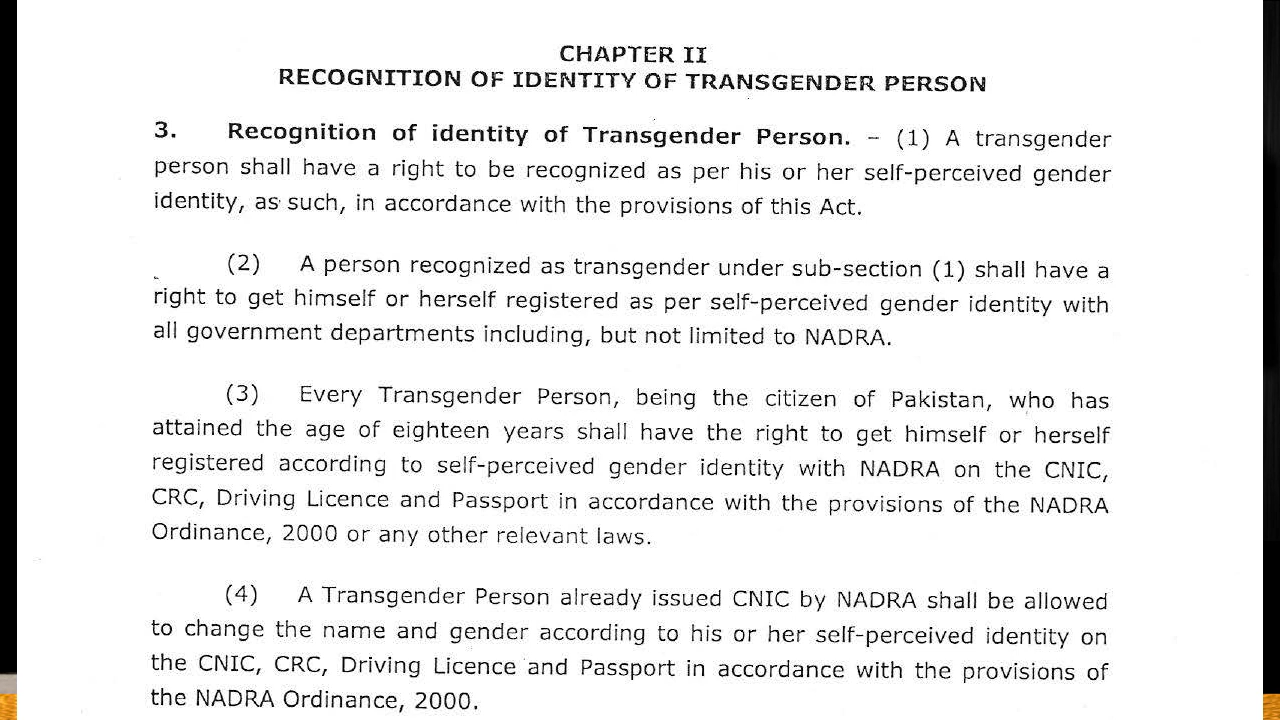 CHAPTER II
RECOGNITION OF IDENTITY OF TRANSGENDER PERSON
3. Recognition of identity of Transgender Person. – (1) A transgender
person shall have a right to be recognized as per his or her self-perceived gender
identity, as such, in accordance with the provisions of this Act.
(2) A person recognized as transgender under sub-section (1) shall have a
right to get himself or herself registered as per self-perceived gender identity with
all government departments including, but not limited to NADRA.
(3) Every Transgender Person, being the citizen of Pakistan, who has
attained the age of eighteen years shall have the right to get himself or herself
registered according to self-perceived gender identity with NADRA on the CNIC,
CRC, Driving Licence and Passport in accordance with the provisions of the NADRA
Ordinance, 2000 or any other relevant laws.
(4) A Transgender Person already issued CNIC by NADRA shall be allowed
to change the name and gender according to his or her self-perceived identity on
the CNIC, CRC, Driving Licence and Passport in accordance with the provisions of
the NADRA Ordinance, 2000.